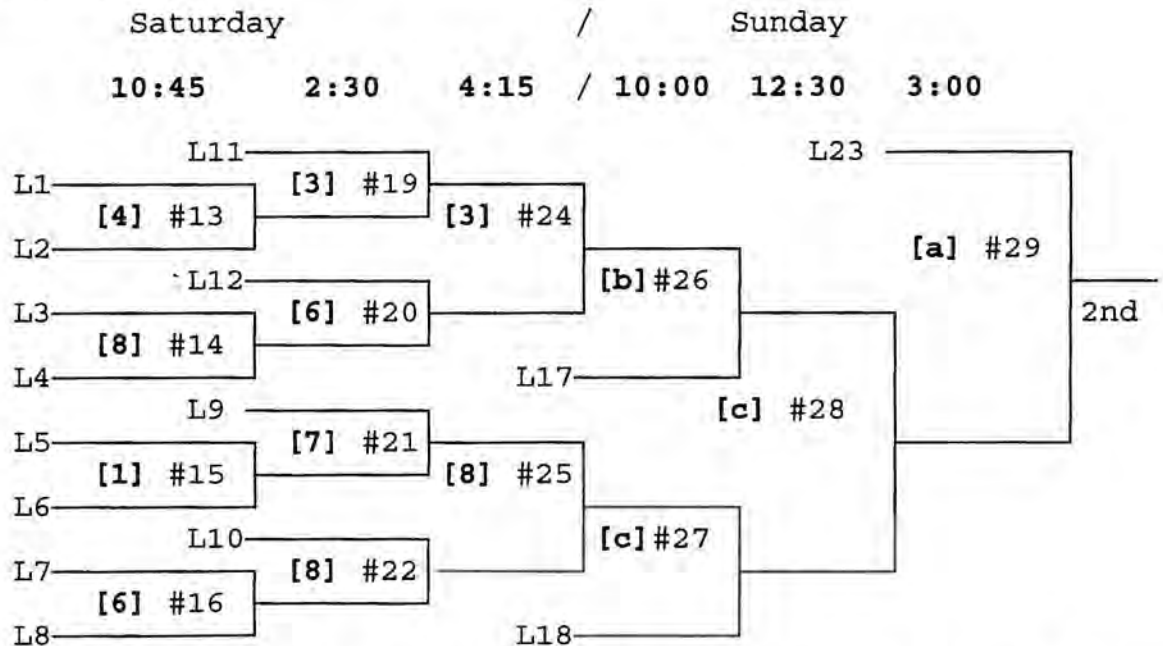 Saturday / Sunday
10:45 2:30 4:15 / 10:00 12:30 3:00
L11 L23
L1 [3] #19
[4] #13 [3] #24
L2 [a] #29
L12 [b]#26
L3 [6] #20 2nd
[8] #14
L4 L17
L9 [c] #28
L5 [7] #21
[1] #15 [8] #25
L6
L10 [c]#27
L7 [8] #22
[6] #16
L8 L18